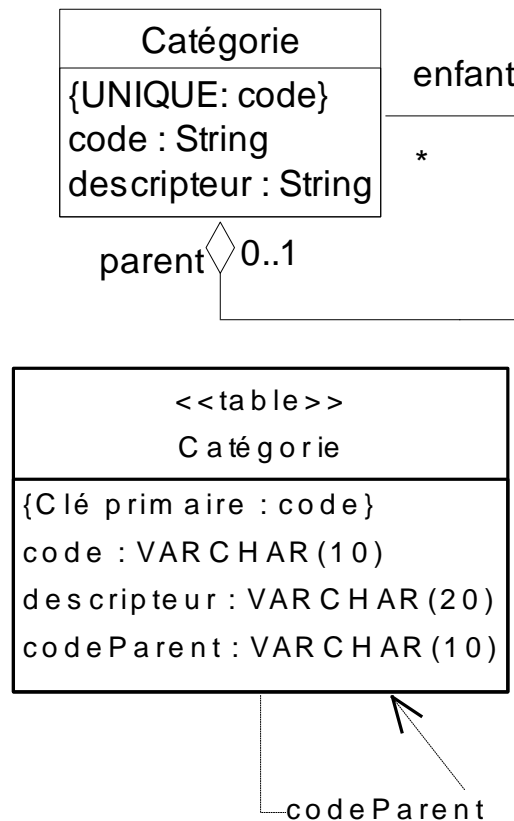 Catégorie
{UNIQUE: code}
code : String
descripteur : String
enfant
*
parent
0..1
<<table>>
Catégorie
{Clé primaire : code}
code : VARCHAR(10)
descripteur : VARCHAR(20)
codeParent : VARCHAR(10)
codeParent